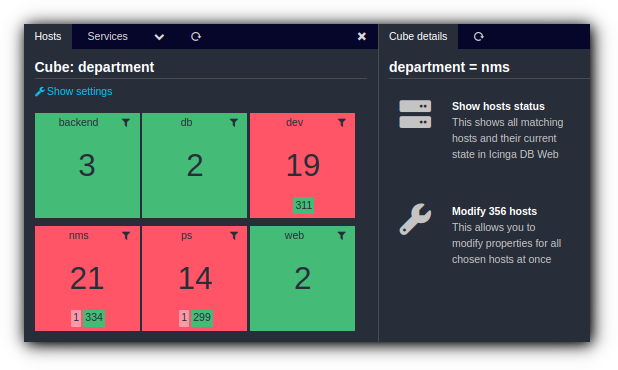 Hosts
Services
Cube: department
Show settings
backend
3
db
2
dev
19
311
nms
21
1 334
ps
14
1 299
web
2
Cube details
department = nms
Show hosts status
This shows all matching
hosts and their current
state in Icinga DB Web
Modify 356 hosts
This allows you to
modify properties for all
chosen hosts at once